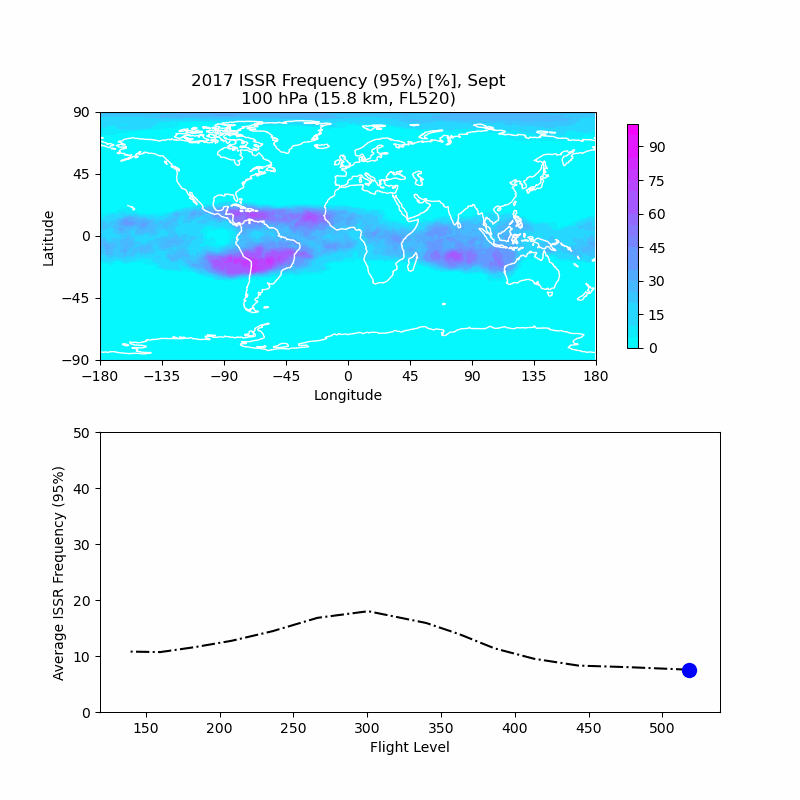 2017 ISSR Frequency (95%) [%], Sept
100 hPa (15.8 km, FL520)
90
45
0
−45
−90
Latitude
−180 −135 −90 −45 0 45 90 135 180
Longitude
90
75
60
45
30
15
0
50
40
30
20
10
0
Average ISSR Frequency (95%)
150 200 250 300 350 400 450 500
Flight Level